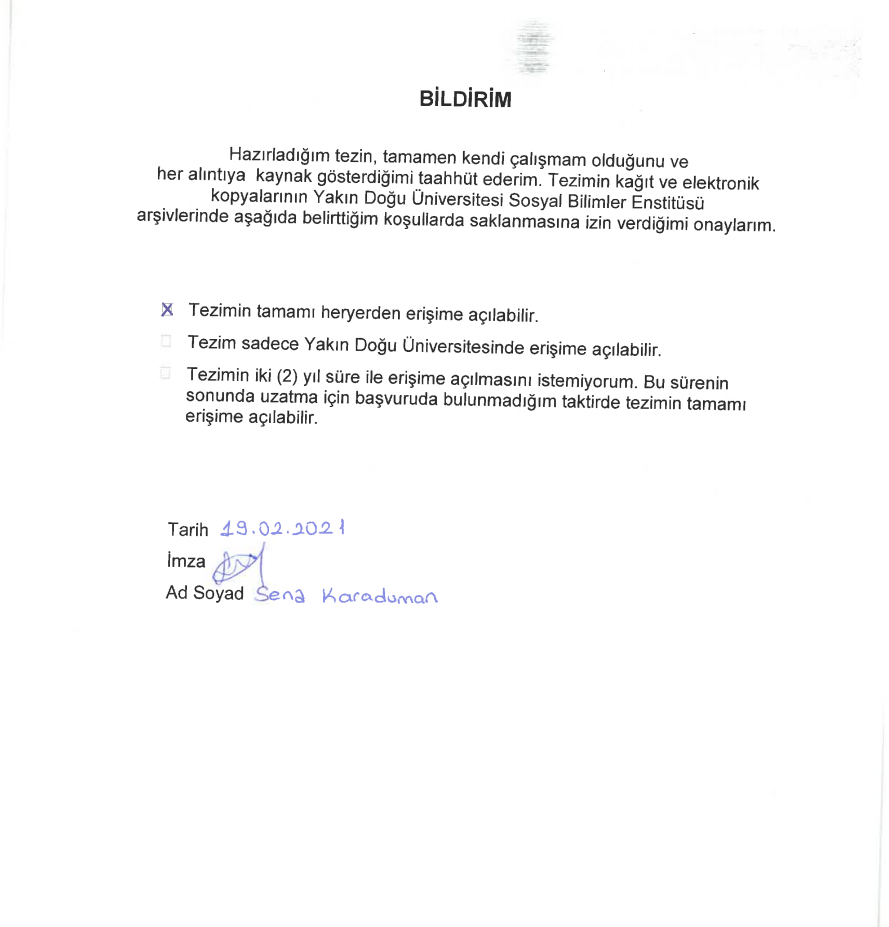 BİLDİRİM
Hazırladığım tezin, tamamen kendi çalışmam olduğunu ve
her alıntıya kaynak gösterdiğimi taahhüt ederim. Tezimin kağıt ve elektronik
kopyalarının Yakın Doğu Üniversitesi Sosyal Bilimler Enstitüsü
arşivlerinde aşağıda belirttiğim koşullarda saklanmasına izin verdiğimi onaylarım.
X Tezimin tamamı heryerden erişime açılabilir.
☐ Tezim sadece Yakın Doğu Üniversitesinde erişime açılabilir.
☐ Tezimin iki (2) yıl süre ile erişime açılmasını istemiyorum. Bu sürenin
sonunda uzatma için başvuruda bulunmadığım taktirde tezimin tamamı
erişime açılabilir.
Tarih 19.02.2021
İmza
Ad Soyad Sena Karaduman